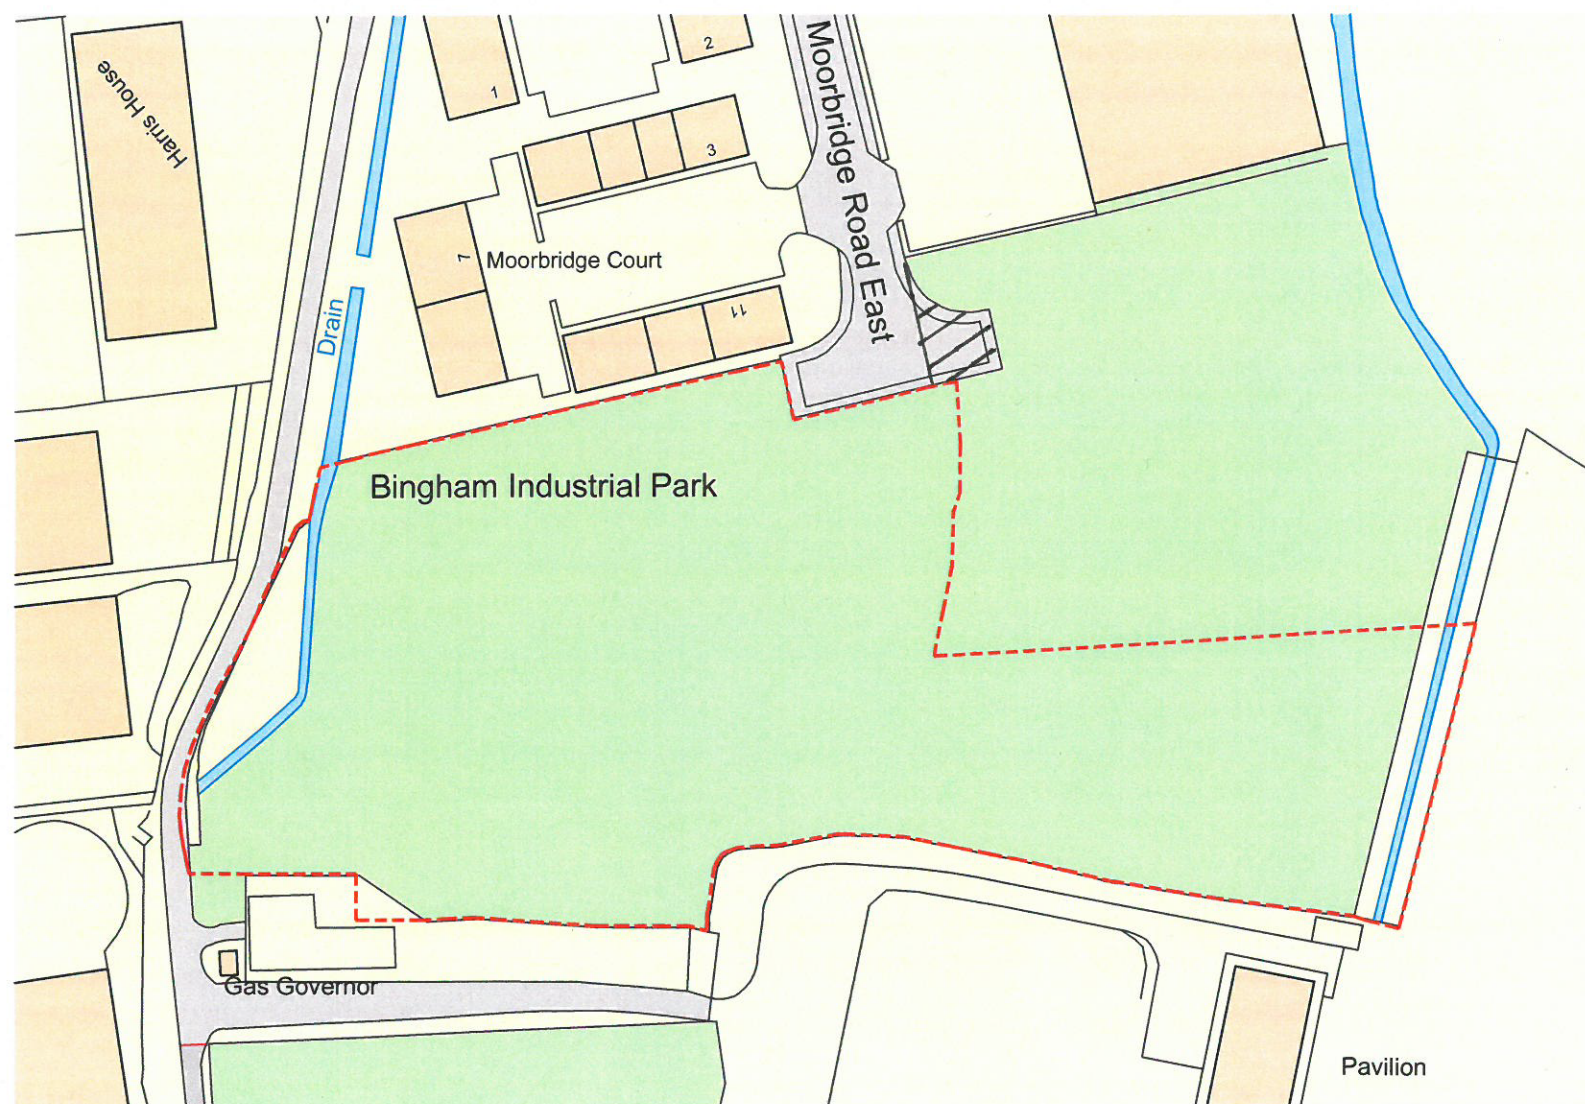 Harris House
1
2
3
Moorbridge Road East
7
Moorbridge Court
11
Drain
Bingham Industrial Park
Gas Governor
Pavilion